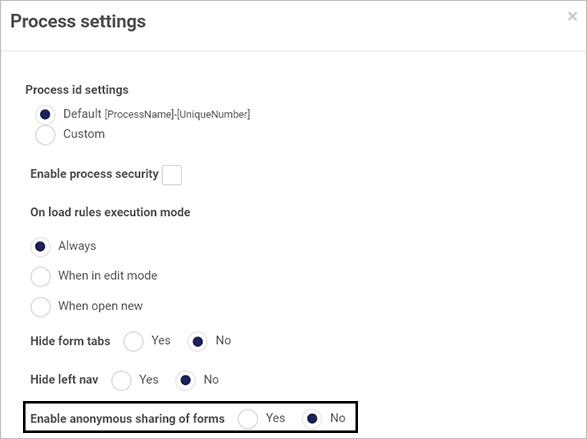 Process settings
×
Process id settings
Default [ProcessName]-[UniqueNumber]
Custom
Enable process security
On load rules execution mode
Always
When in edit mode
When open new
Hide form tabs Yes No
Hide left nav Yes No
Enable anonymous sharing of forms Yes No